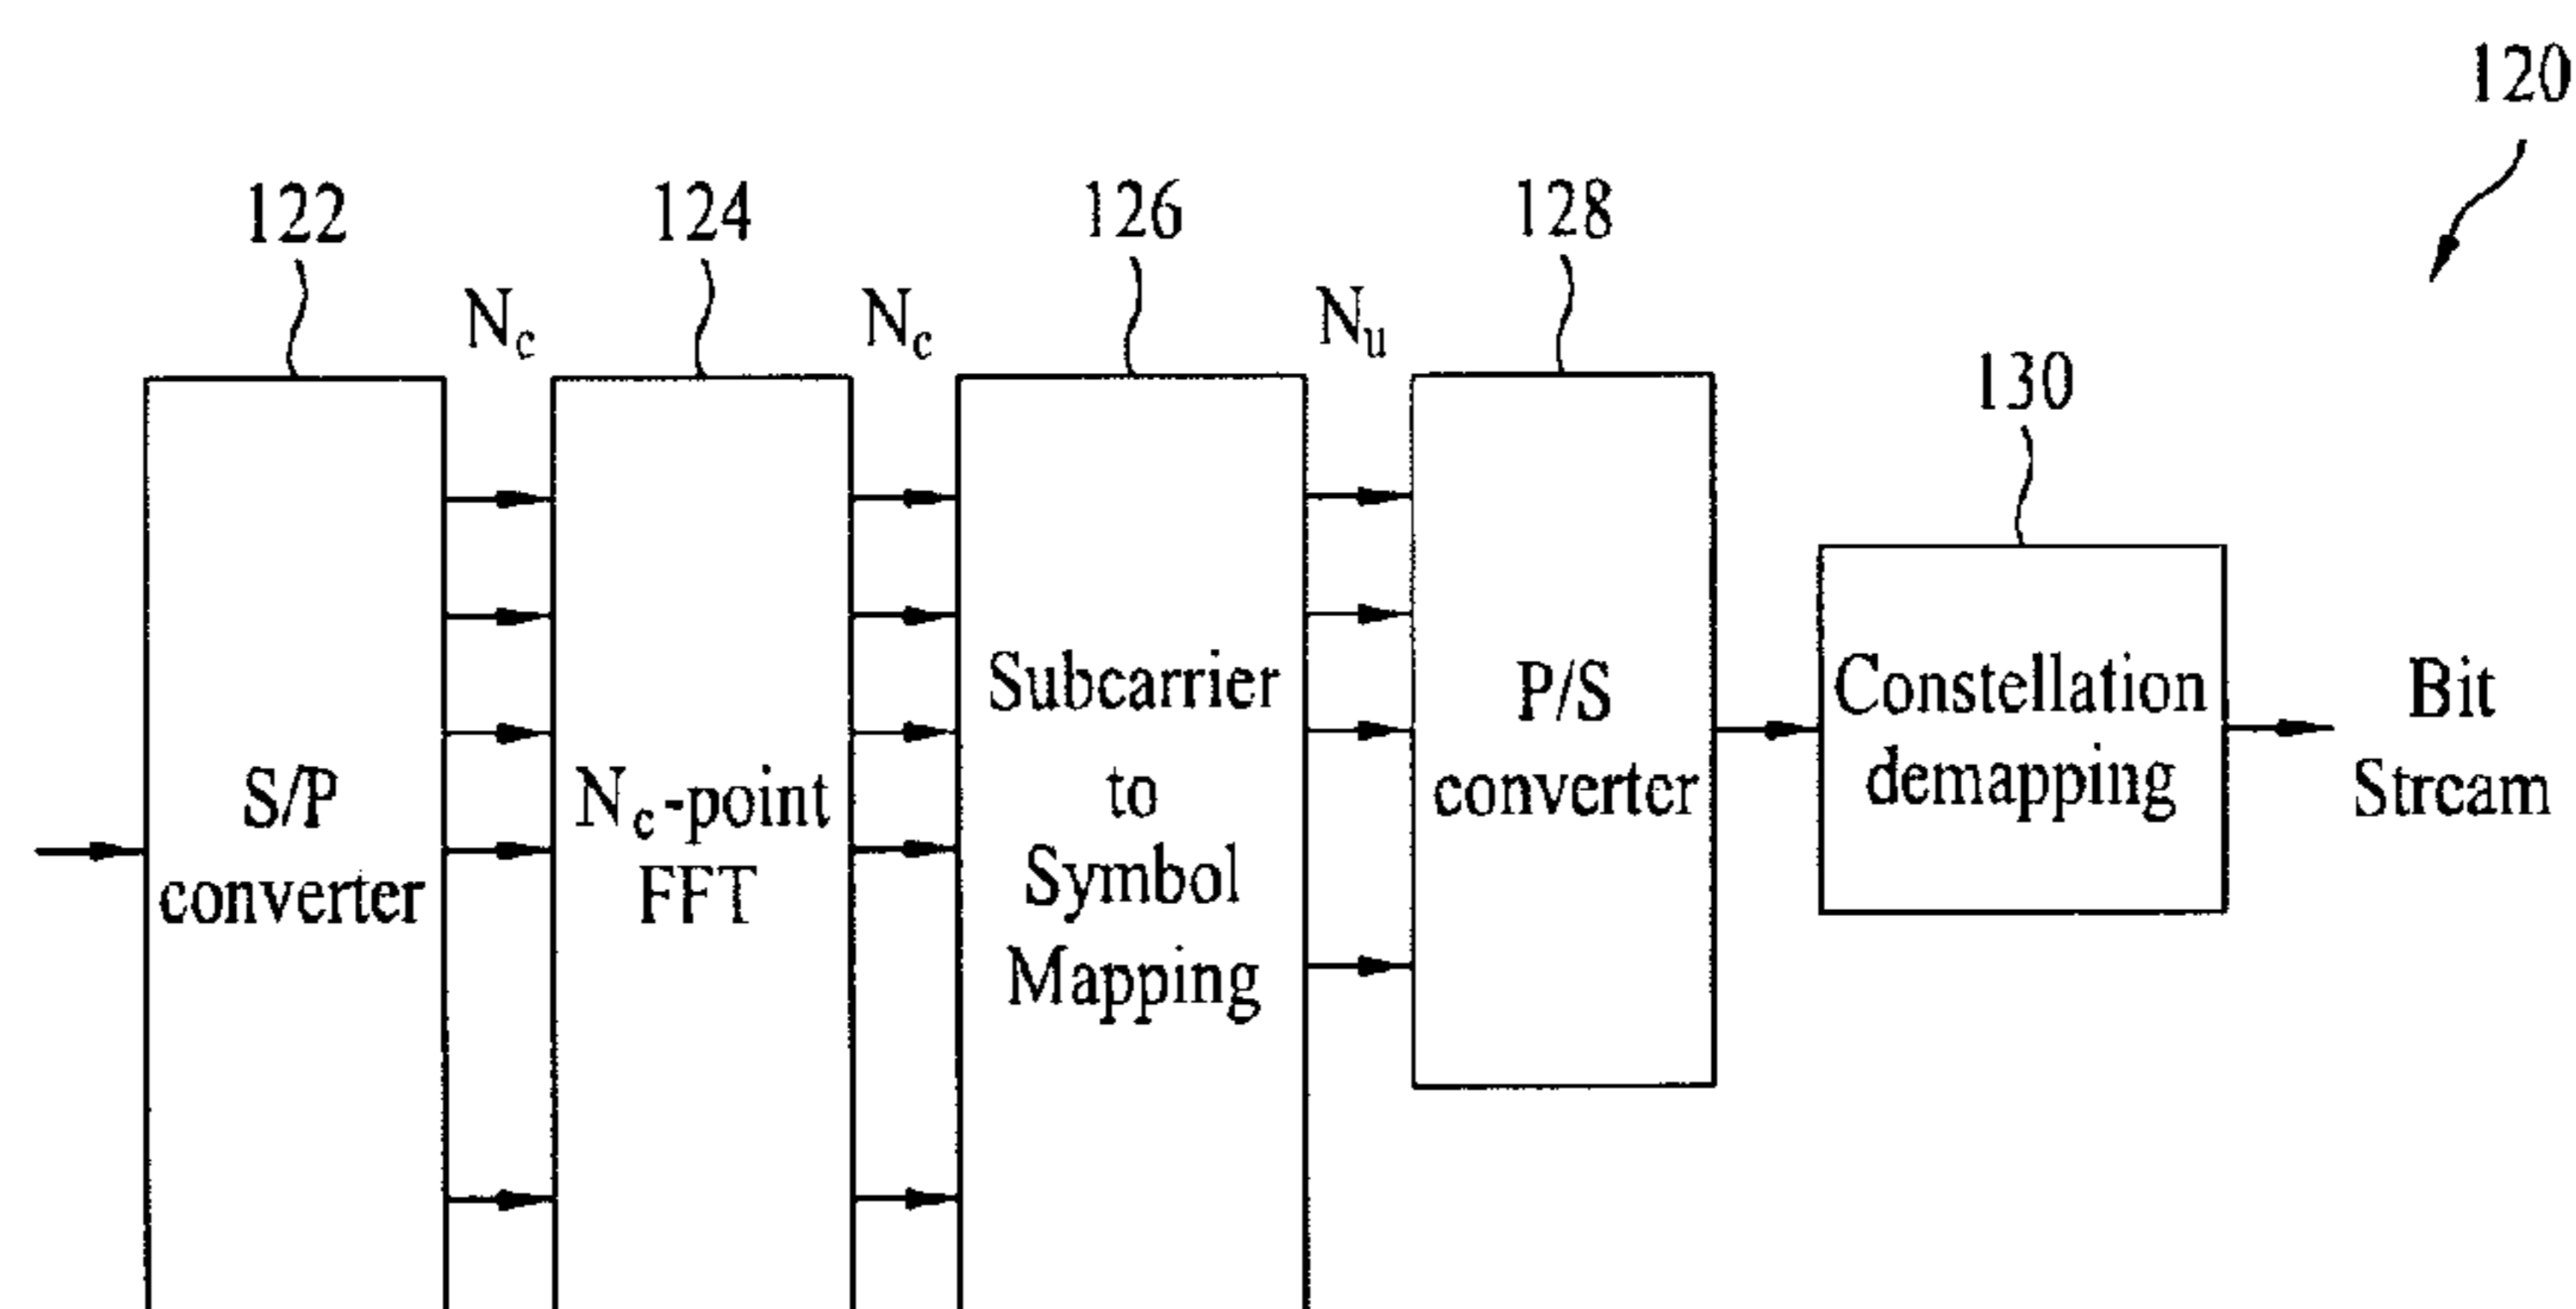 120
122
124
126
128
130
Nc
Nc
Nu
S/P
converter
Nc-point
FFT
Subcarrier
to
Symbol
Mapping
P/S
converter
Constellation
demapping
Bit
Stream